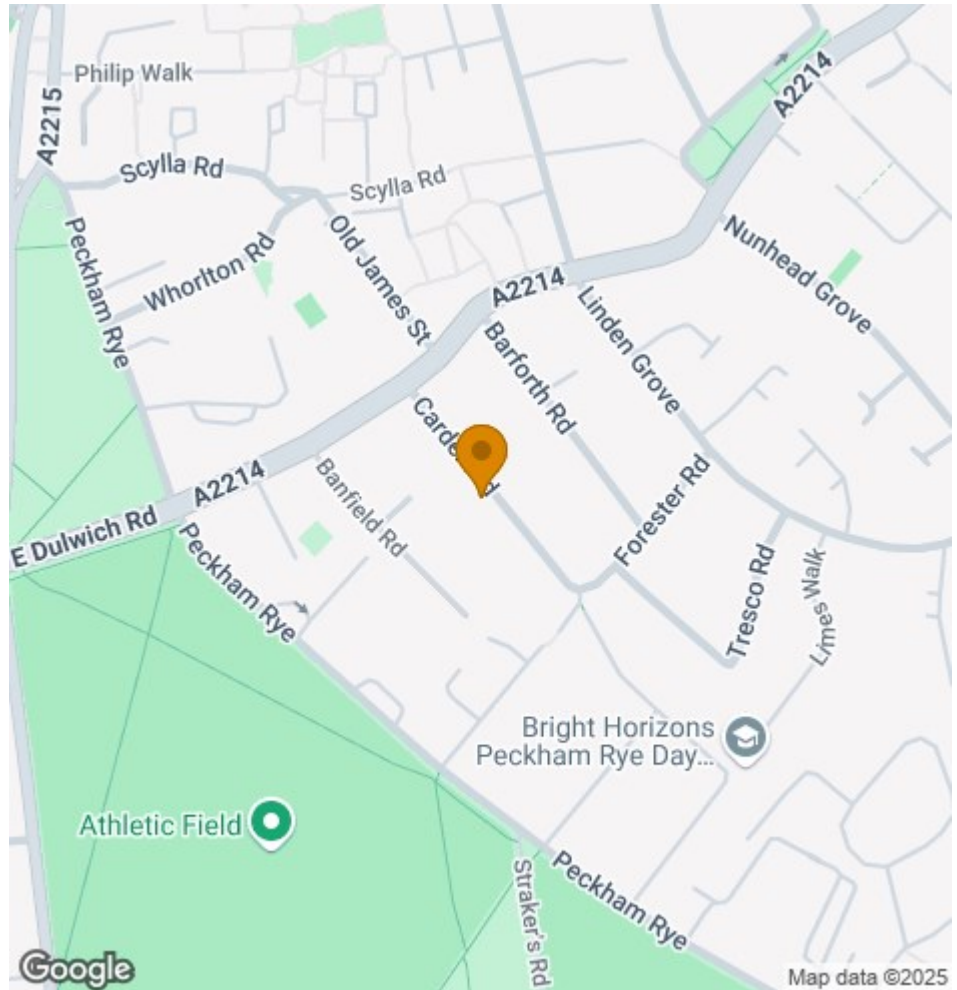 Philip Walk
A2215
A2214
Scylla Rd
Scylla Rd
Peckham Rye
Whorlton Rd
Old James St
Nunhead Grove
A2214
Linden Grove
Barforth Rd
A2214
Banfield Rd
Forester Rd
E Dulwich Rd
Peckham Rye
Tresco Rd
Limes Walk
Bright Horizons
Peckham Rye Day...
Athletic Field
Peckham Rye
Straker's Rd
Google
Map data ©2025